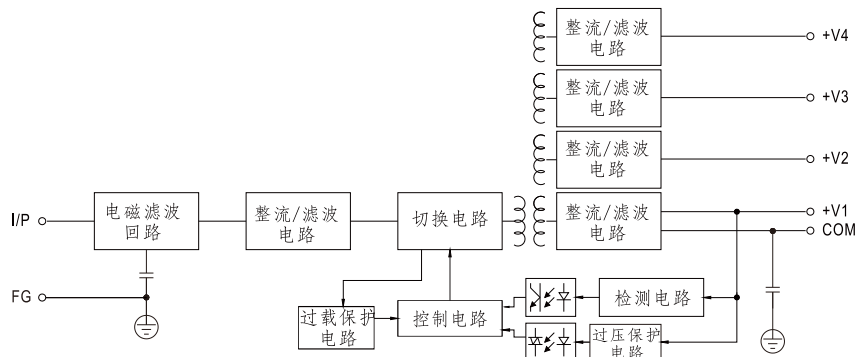 整流/滤波
电路
+V4
整流/滤波
电路
+V3
整流/滤波
电路
+V2
I/P
电磁滤波
回路
整流/滤波
电路
切换电路
整流/滤波
电路
+V1
COM
FG
过载保护
电路
控制电路
检测电路
过压保护
电路